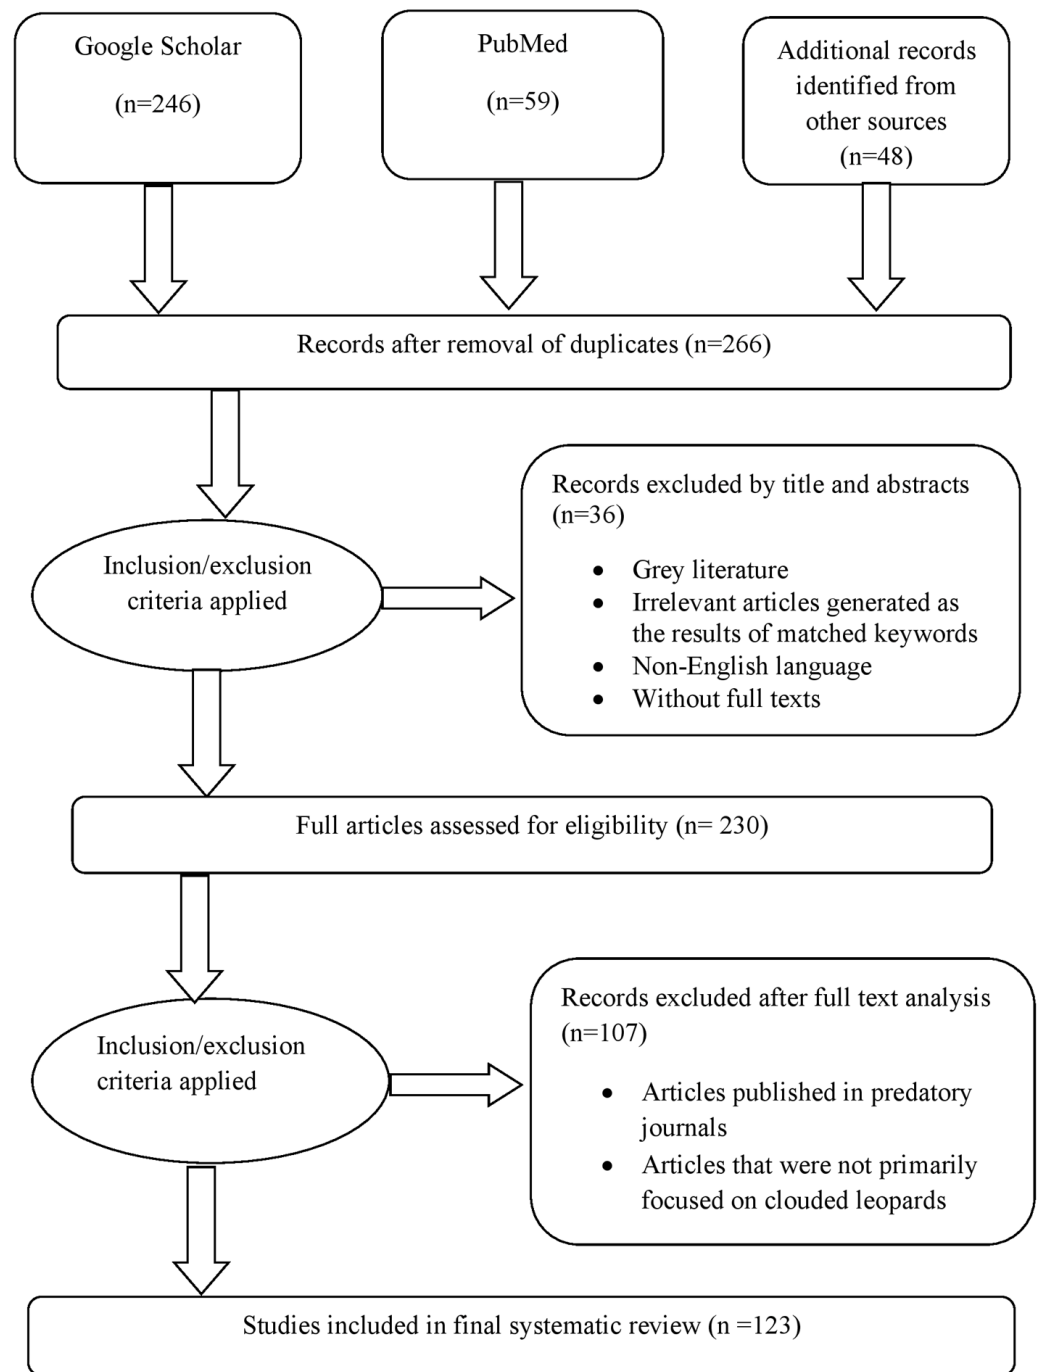 Google Scholar
(n=246)
PubMed
(n=59)
Additional records
identified from
other sources
(n=48)
Records after removal of duplicates (n=266)
Inclusion/exclusion
criteria applied
Records excluded by title and abstracts
(n=36)
• Grey literature
• Irrelevant articles generated as
the results of matched keywords
• Non-English language
• Without full texts
Full articles assessed for eligibility (n= 230)
Inclusion/exclusion
criteria applied
Records excluded after full text analysis
(n=107)
• Articles published in predatory
journals
• Articles that were not primarily
focused on clouded leopards
Studies included in final systematic review (n =123)